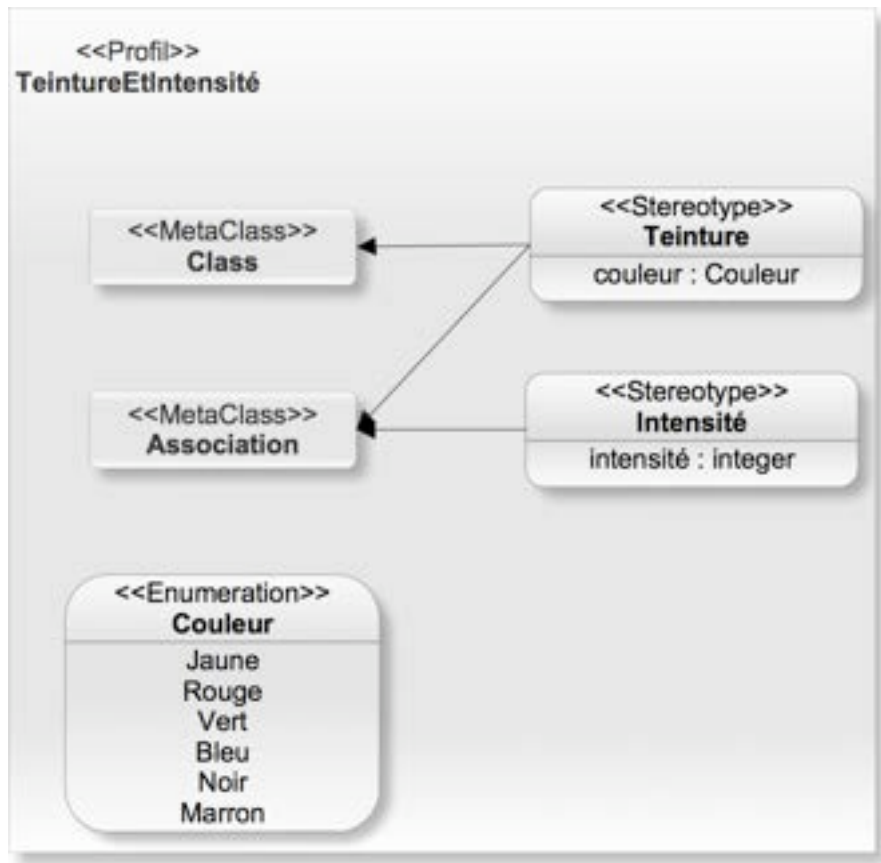 <<Profil>>
TeintureEtIntensité
<<MetaClass>>
Class
<<Stereotype>>
Teinture
couleur : Couleur
<<MetaClass>>
Association
<<Stereotype>>
Intensité
intensité : integer
<<Enumeration>>
Couleur
Jaune
Rouge
Vert
Bleu
Noir
Marron